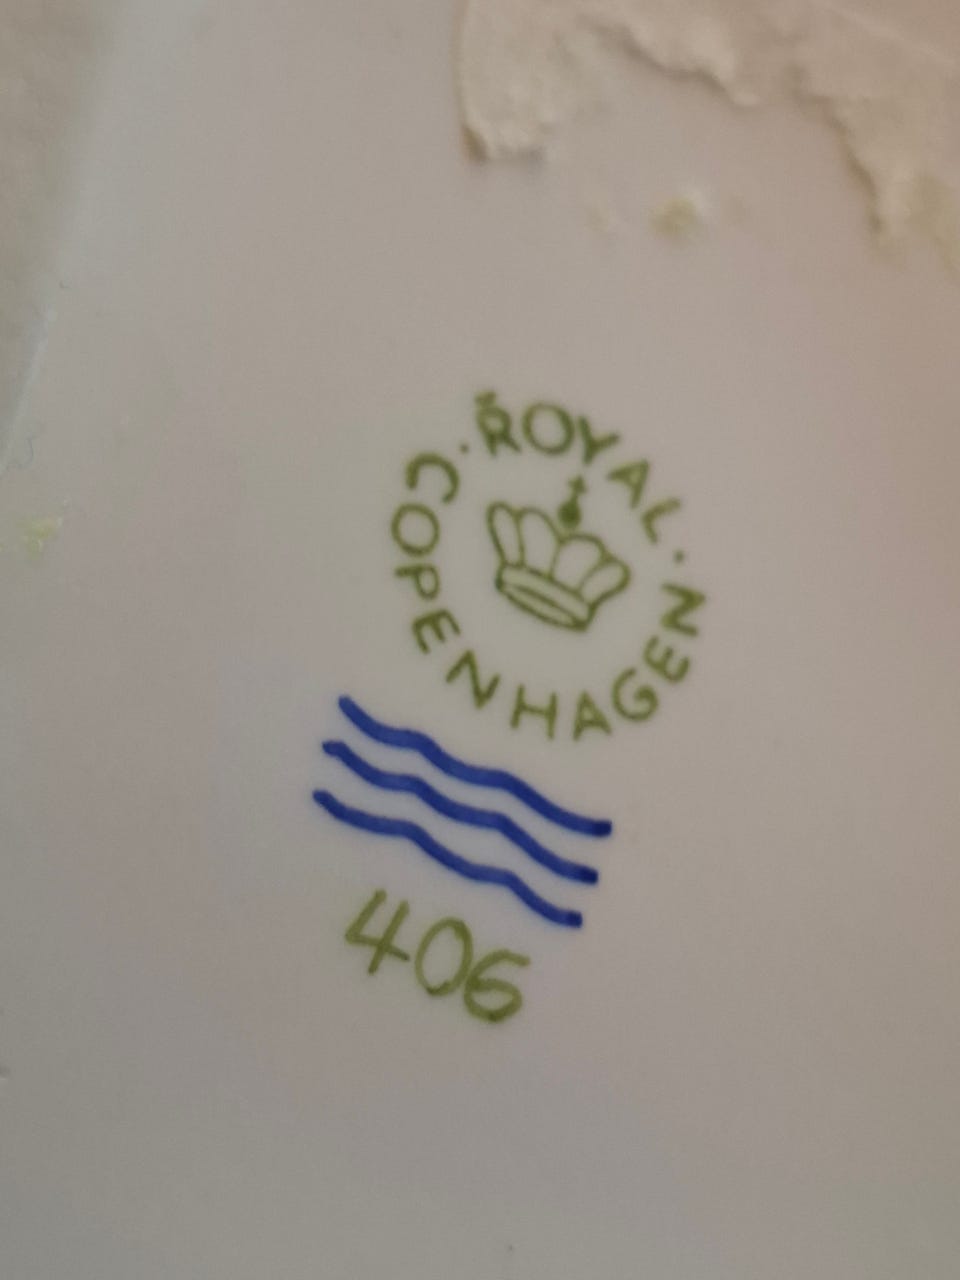 ROYAL · COPENHAGEN ·
406